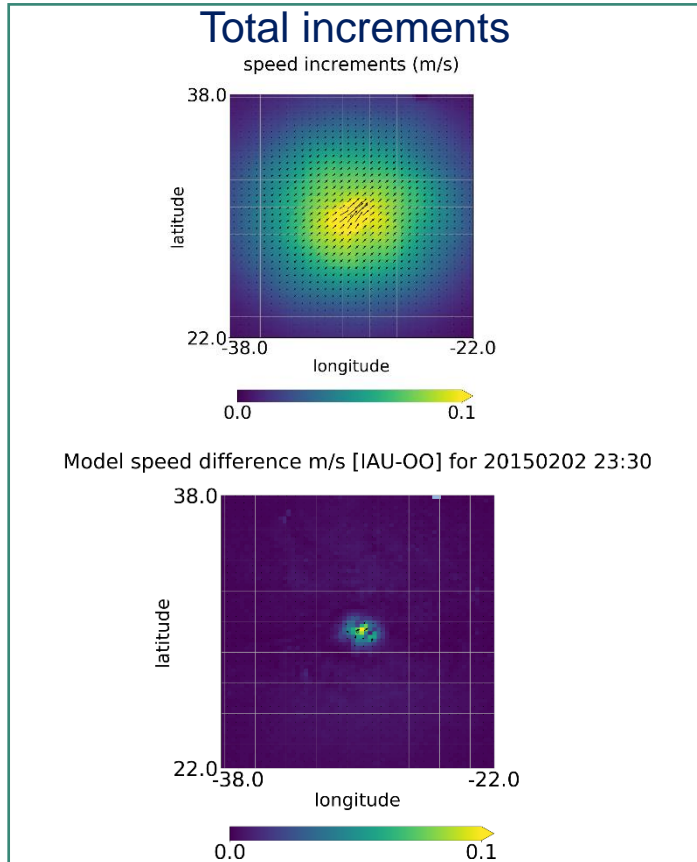 Total increments
speed increments (m/s)
38.0
latitude
22.0
-38.0 -22.0
longitude
0.0 0.1
Model speed difference m/s [IAU-OO] for 20150202 23:30
38.0
latitude
22.0
-38.0 -22.0
longitude
0.0 0.1